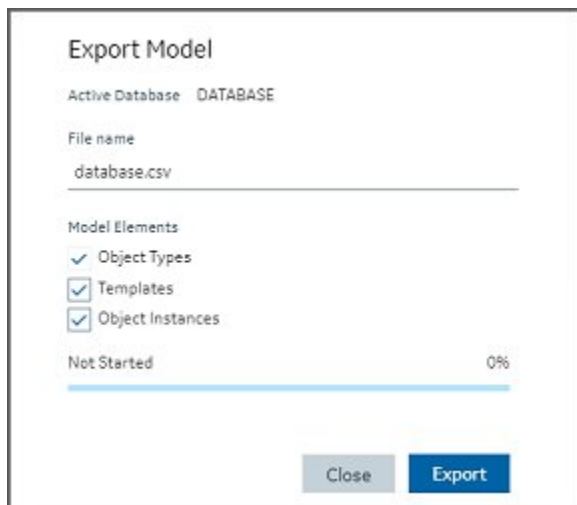 Export Model
Active Database DATABASE
File name
database.csv
Model Elements
Object Types
Templates
Object Instances
Not Started 0%
Close Export